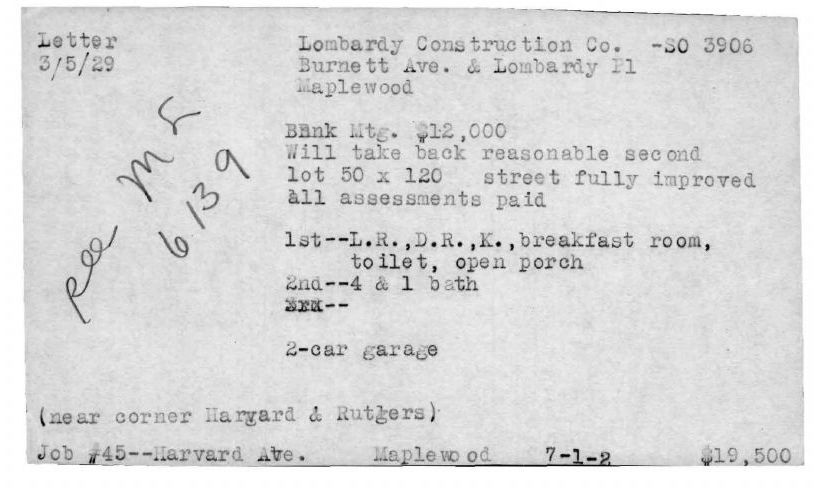 Letter
3/5/29
Lombardy Construction Co. -SO 3906
Burnett Ave. & Lombardy Pl
Maplewood
Bank Mtg. $12,000
Will take back reasonable second
lot 50 x 120 street fully improved
all assessments paid
see M r
6139
1st--L.R.,D.R.,K.,breakfast room,
toilet, open porch
2nd--4 & 1 bath
2-car garage
(near corner Harvard & Rutgers)
Job #45--Harvard Ave. Maplewood 7-1-2 $19,500